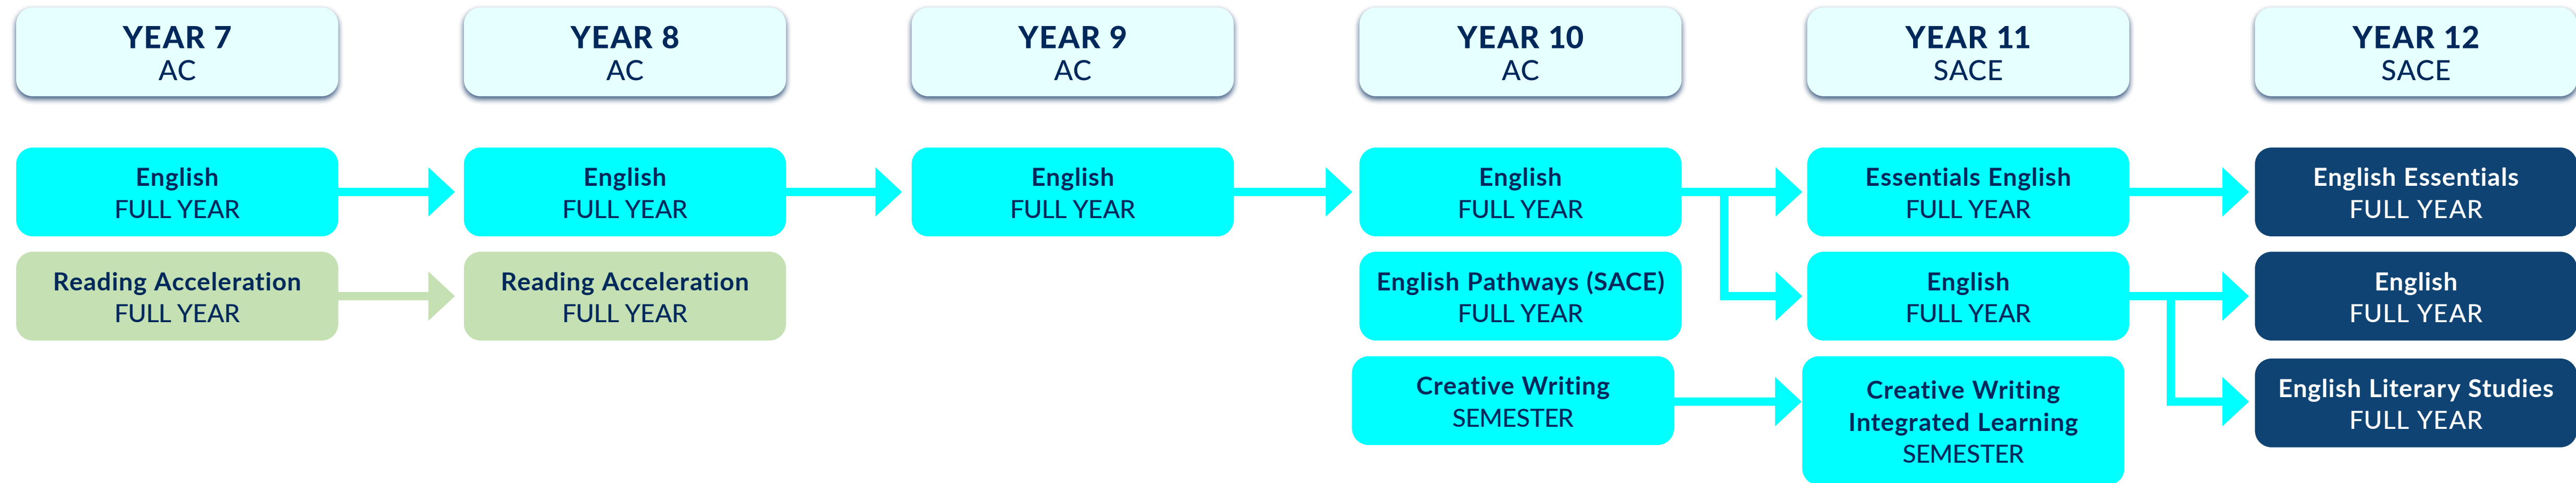 YEAR 7
AC
YEAR 8
AC
YEAR 9
AC
YEAR 10
AC
YEAR 11
SACE
YEAR 12
SACE
English
FULL YEAR
English
FULL YEAR
English
FULL YEAR
English
FULL YEAR
Essentials English
FULL YEAR
English Essentials
FULL YEAR
Reading Acceleration
FULL YEAR
Reading Acceleration
FULL YEAR
English Pathways (SACE)
FULL YEAR
English
FULL YEAR
English
FULL YEAR
Creative Writing
SEMESTER
Creative Writing
Integrated Learning
SEMESTER
English Literary Studies
FULL YEAR